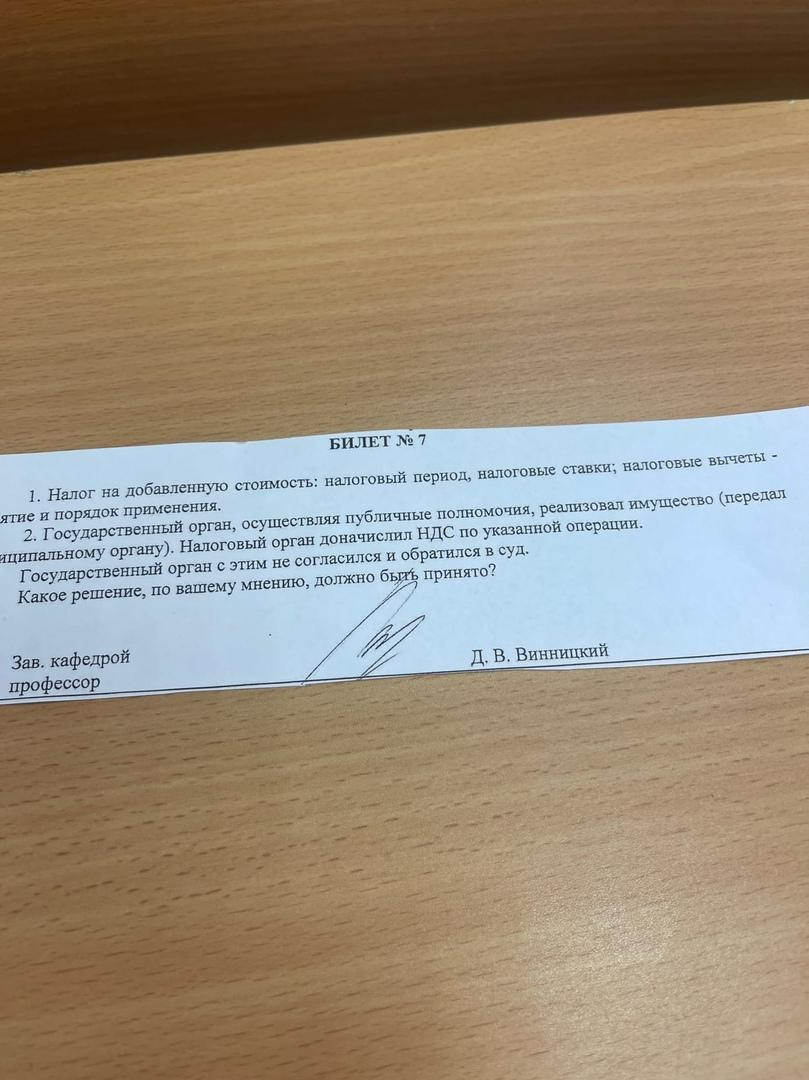 БИЛЕТ № 7
1. Налог на добавленную стоимость: налоговый период, налоговые ставки; налоговые вычеты -
ятие и порядок применения.
2. Государственный орган, осуществляя публичные полномочия, реализовал имущество (передал
иципальному органу). Налоговый орган доначислил НДС по указанной операции.
Государственный орган с этим не согласился и обратился в суд.
Какое решение, по вашему мнению, должно быть принято?
Зав. кафедрой
профессор
Д. В. Винницкий